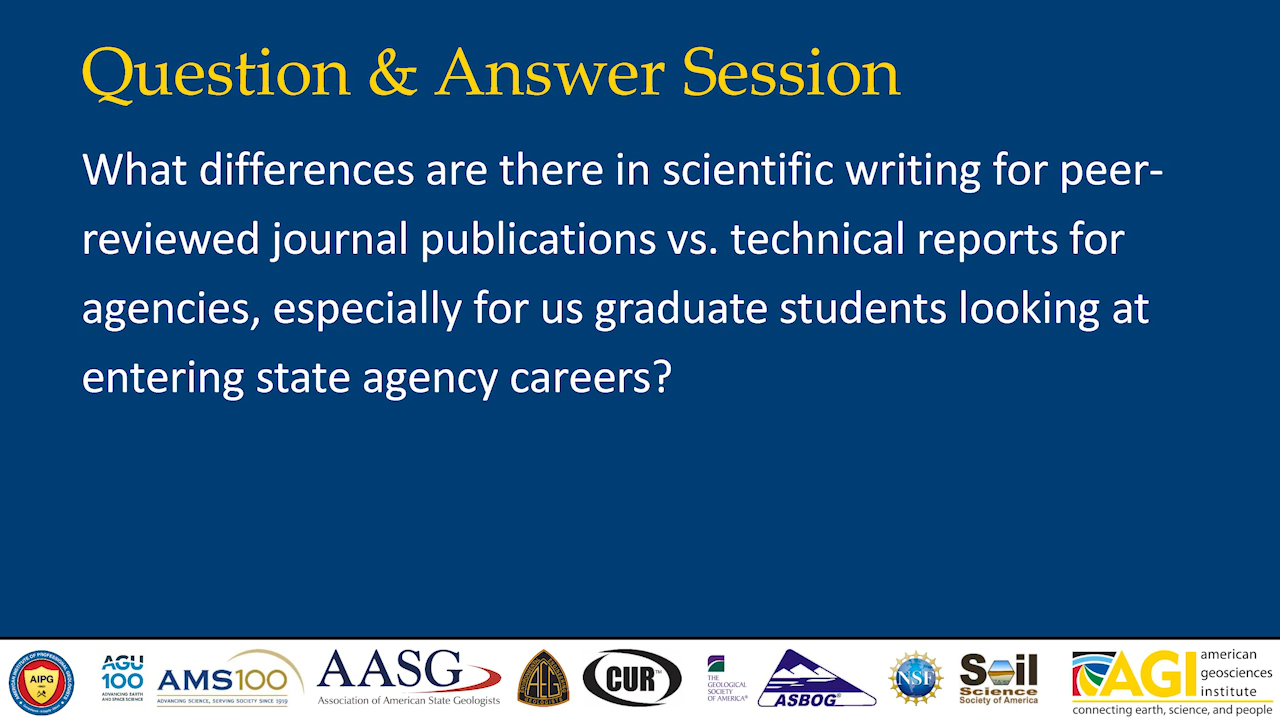 Question & Answer Session
What differences are there in scientific writing for peer-
reviewed journal publications vs. technical reports for
agencies, especially for us graduate students looking at
entering state agency careers?
AIPG
AGU
100
ADVANCING EARTH
AND SPACE SCIENCE
AMS100
ADVANCING SCIENCE, SERVING SOCIETY SINCE 1919
AASG
Association of American State Geologists
AEG
CUR
THE
GEOLOGICAL
SOCIETY
OF AMERICA®
ASBOG®
NSF
Soil
Science
Society of America
AGI
american
geosciences
institute
connecting earth, science, and people